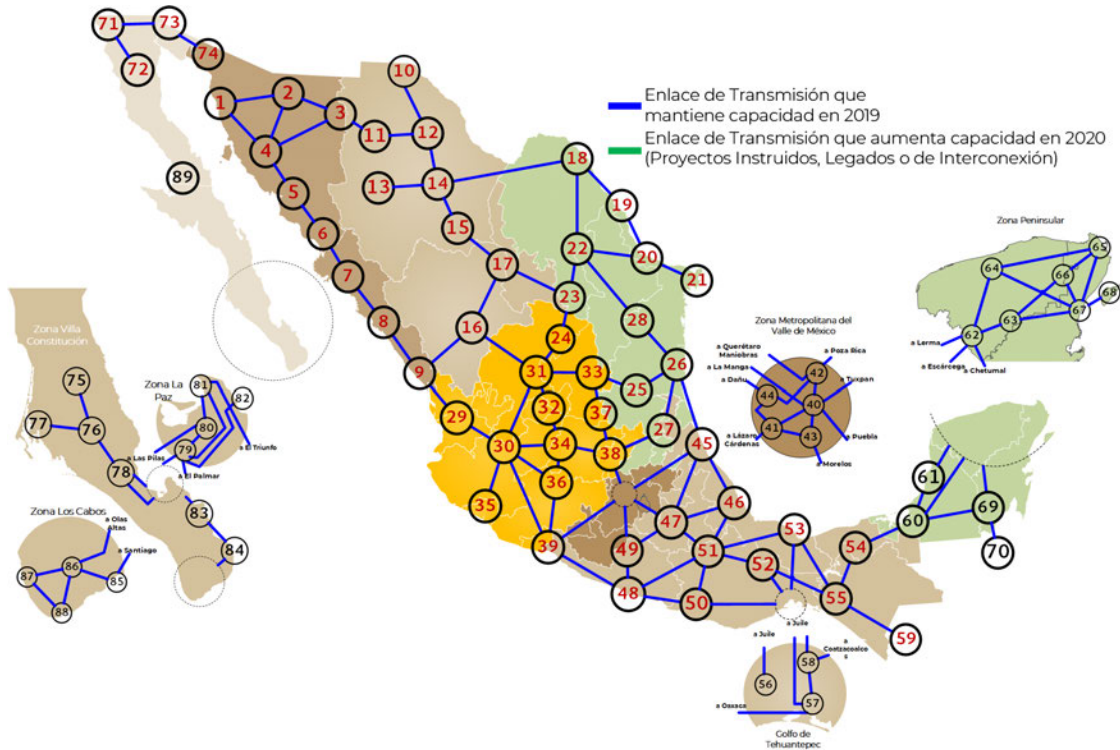 71
73
72
74
10
1
2
3
11
12
4
18
Enlace de Transmisión que
mantiene capacidad en 2019
Enlace de Transmisión que aumenta capacidad en 2020
(Proyectos Instruidos, Legados o de Interconexión)
89
13
14
5
19
15
6
22
20
17
7
21
23
8
16
28
24
9
31
33
26
25
32
37
29
27
30
34
38
45
36
35
46
47
39
49
51
53
52
54
48
50
55
59
60
61
69
70
Zona Peninsular
65
64
66
68
67
63
62
a Lerma
a Escárcega
a Chetumal
Zona Metropolitana del
Valle de México
a Querétaro
Maniobras
a Poza Rica
a La Manga
a Tuxpan
a Dañu
42
44
40
41
43
a Lázaro
Cárdenas
a Puebla
a Morelos
Zona Villa
Constitución
75
77
76
78
83
84
Zona La
Paz
81
82
80
79
a El Triunfo
a Las Pilas
a El Palmar
Zona Los Cabos
a Olas
Altas
a Santiago
87
86
85
88
a Juile
a Juile
a
Coatzacoalco
s
58
56
57
a Oaxaca
Golfo de
Tehuantepec